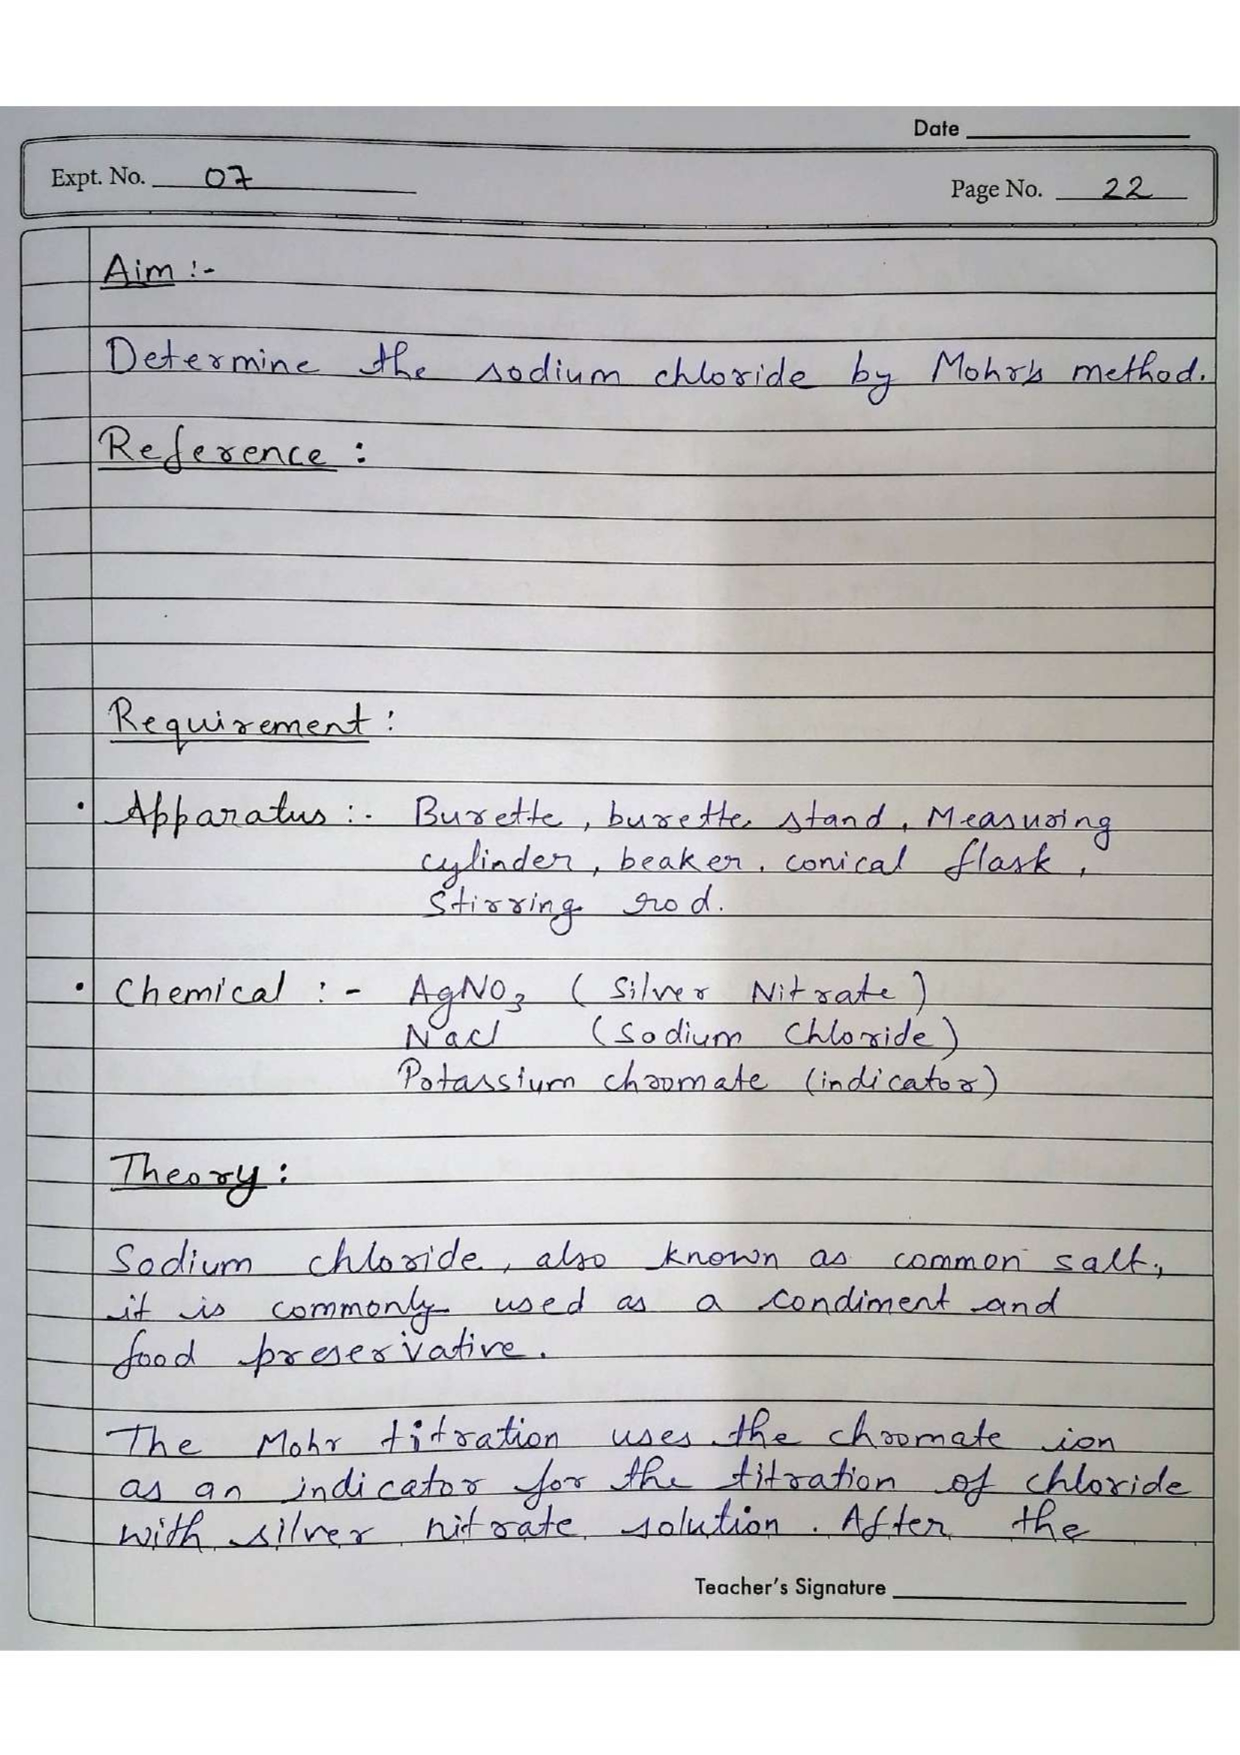 Date
Expt. No. 07
Page No. 22
Aim :-
Determine the sodium chloride by Mohr's method.
Reference :
Requirement :
• Apparatus :- Burette, burette stand, Measuring
cylinder, beaker, conical flask,
Stirring rod.
• Chemical :- AgNO3 ( Silver Nitrate )
Nacl (Sodium Chloride)
Potassium chromate (indicator)
Theory :
Sodium chloride, also known as common salt,
it is commonly used as a condiment and
food preservative.
The Mohr titration uses the chromate ion
as an indicator for the titration of chloride
with silver nitrate solution. After the
Teacher's Signature